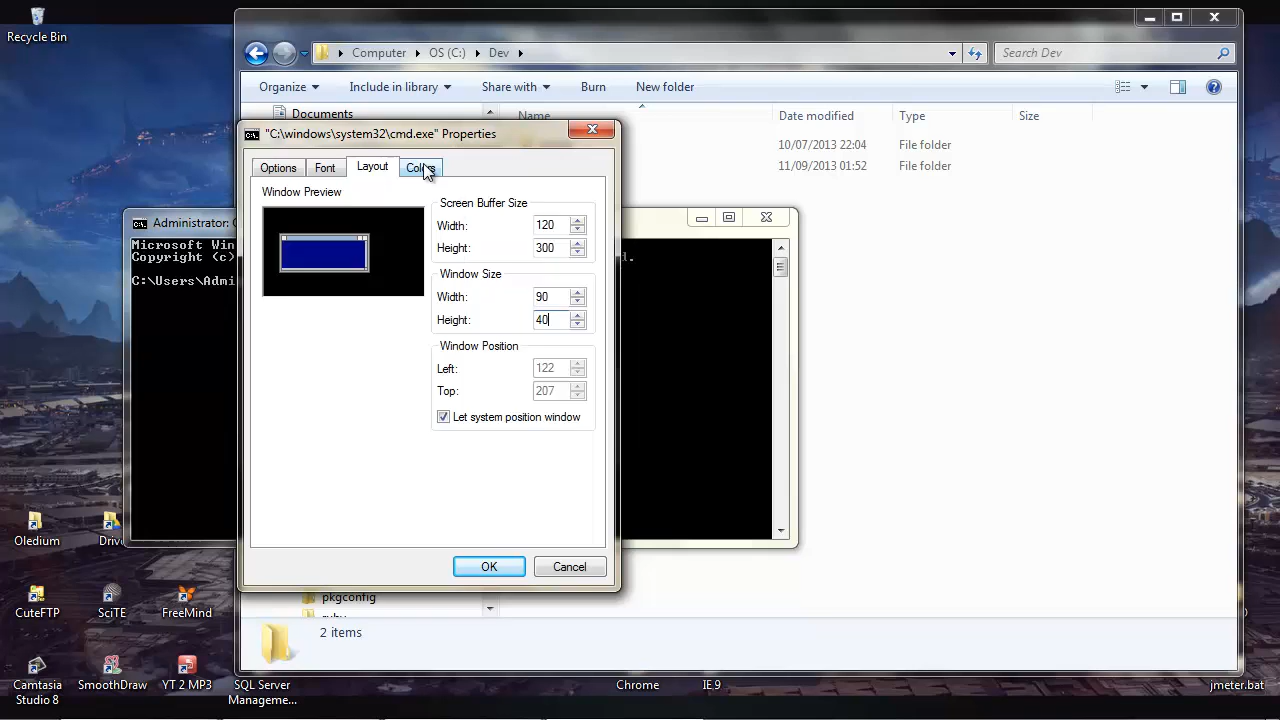 Recycle Bin
Computer
OS (C:)
Dev
Search Dev
Organize
Include in library
Share with
Burn
New folder
Documents
Name
Date modified
Type
Size
10/07/2013 22:04
File folder
11/09/2013 01:52
File folder
"C:\windows\system32\cmd.exe" Properties
Options
Font
Layout
Colors
Window Preview
Screen Buffer Size
Width:
120
Height:
300
Window Size
Width:
90
Height:
40
Window Position
Left:
122
Top:
207
Let system position window
OK
Cancel
Administrator:
Microsoft Win
Copyright (c)
d.
C:\Users\Admi
Oledium
Driv
CuteFTP
SciTE
FreeMind
pkgconfig
2 items
Camtasia
Studio 8
SmoothDraw
YT 2 MP3
SQL Server
Manageme...
Chrome
IE 9
jmeter.bat